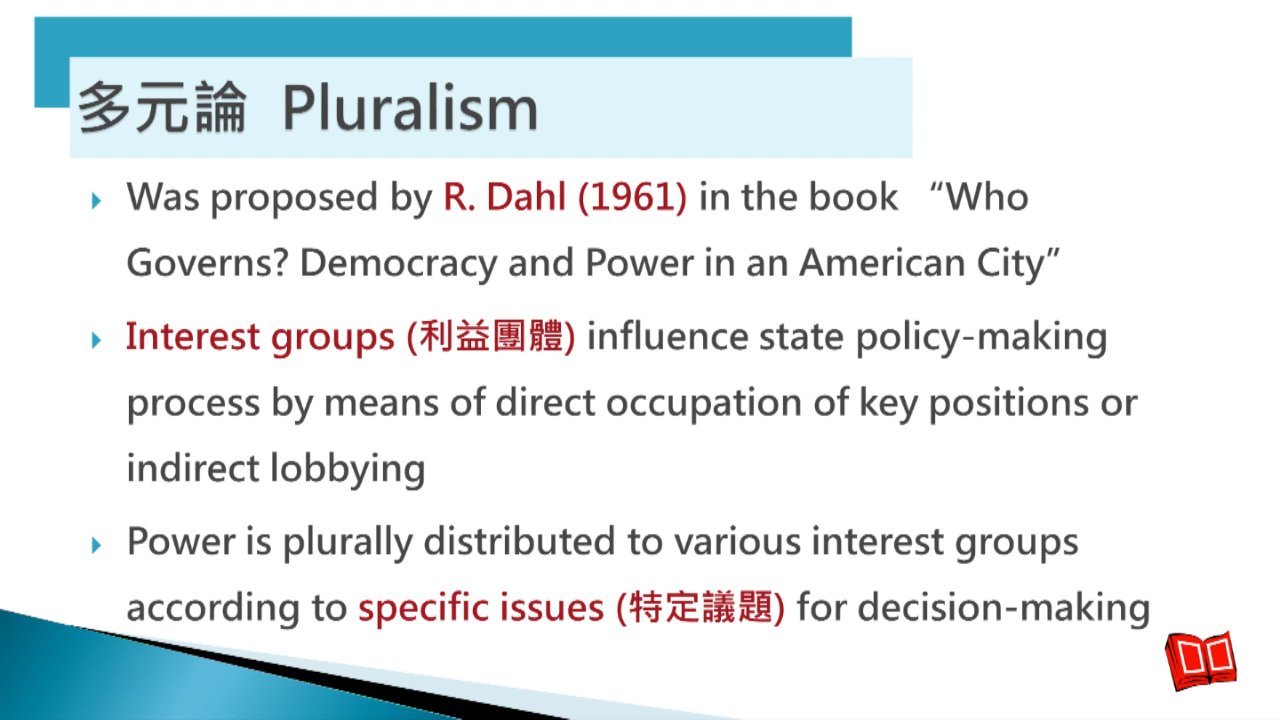 多元論 Pluralism
Was proposed by R. Dahl (1961) in the book “Who
Governs? Democracy and Power in an American City”
Interest groups (利益團體) influence state policy-making
process by means of direct occupation of key positions or
indirect lobbying
Power is plurally distributed to various interest groups
according to specific issues (特定議題) for decision-making